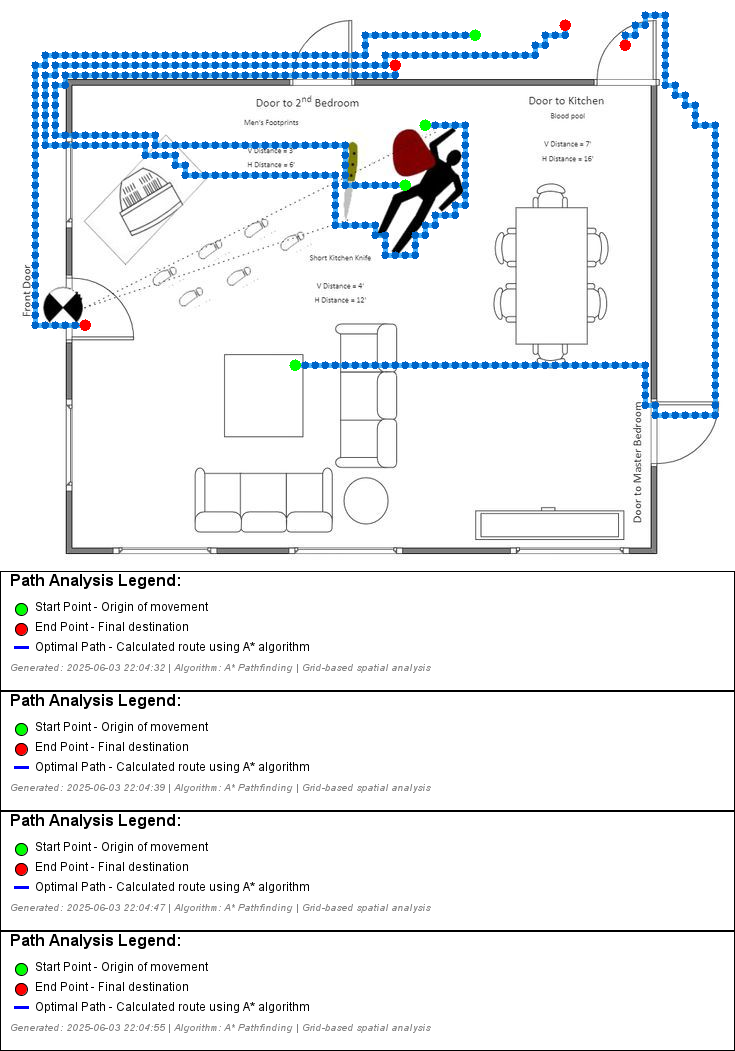 Door to 2nd Bedroom
Men's Footprints
V Distance = 3'
H Distance = 6'
Door to Kitchen
Blood pool
V Distance = 7'
H Distance = 16'
Short Kitchen Knife
V Distance = 4'
H Distance = 12'
Front Door
Door to Master Bedroom
Path Analysis Legend:
Start Point - Origin of movement
End Point - Final destination
Optimal Path - Calculated route using A* algorithm
Generated: 2025-06-03 22:04:32 | Algorithm: A* Pathfinding | Grid-based spatial analysis
Path Analysis Legend:
Start Point - Origin of movement
End Point - Final destination
Optimal Path - Calculated route using A* algorithm
Generated: 2025-06-03 22:04:39 | Algorithm: A* Pathfinding | Grid-based spatial analysis
Path Analysis Legend:
Start Point - Origin of movement
End Point - Final destination
Optimal Path - Calculated route using A* algorithm
Generated: 2025-06-03 22:04:47 | Algorithm: A* Pathfinding | Grid-based spatial analysis
Path Analysis Legend:
Start Point - Origin of movement
End Point - Final destination
Optimal Path - Calculated route using A* algorithm
Generated: 2025-06-03 22:04:55 | Algorithm: A* Pathfinding | Grid-based spatial analysis